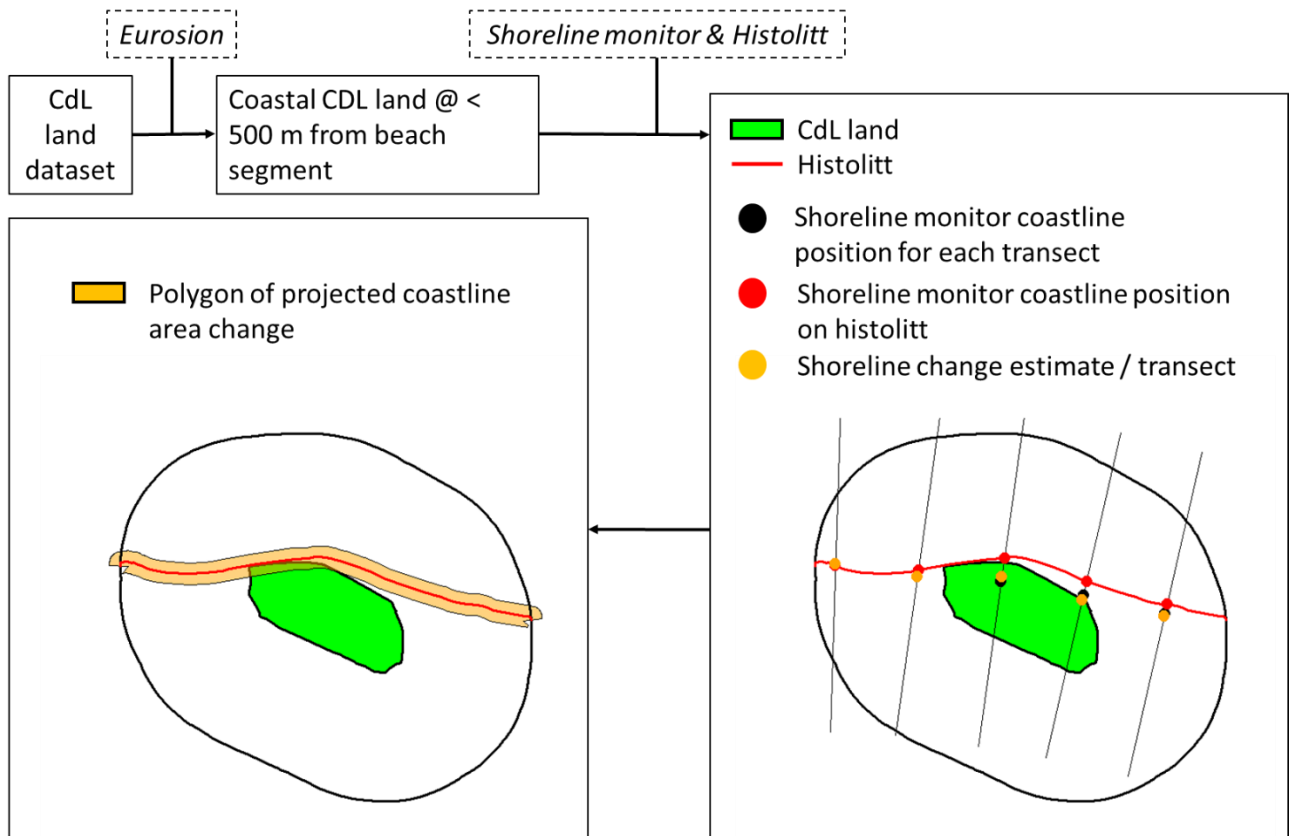 Eurosion
Shoreline monitor & Histolitt
CdL
land
dataset
Coastal CDL land @ <
500 m from beach
segment
CdL land
Histolitt
Shoreline monitor coastline
position for each transect
Shoreline monitor coastline position
on histolitt
Shoreline change estimate / transect
Polygon of projected coastline
area change